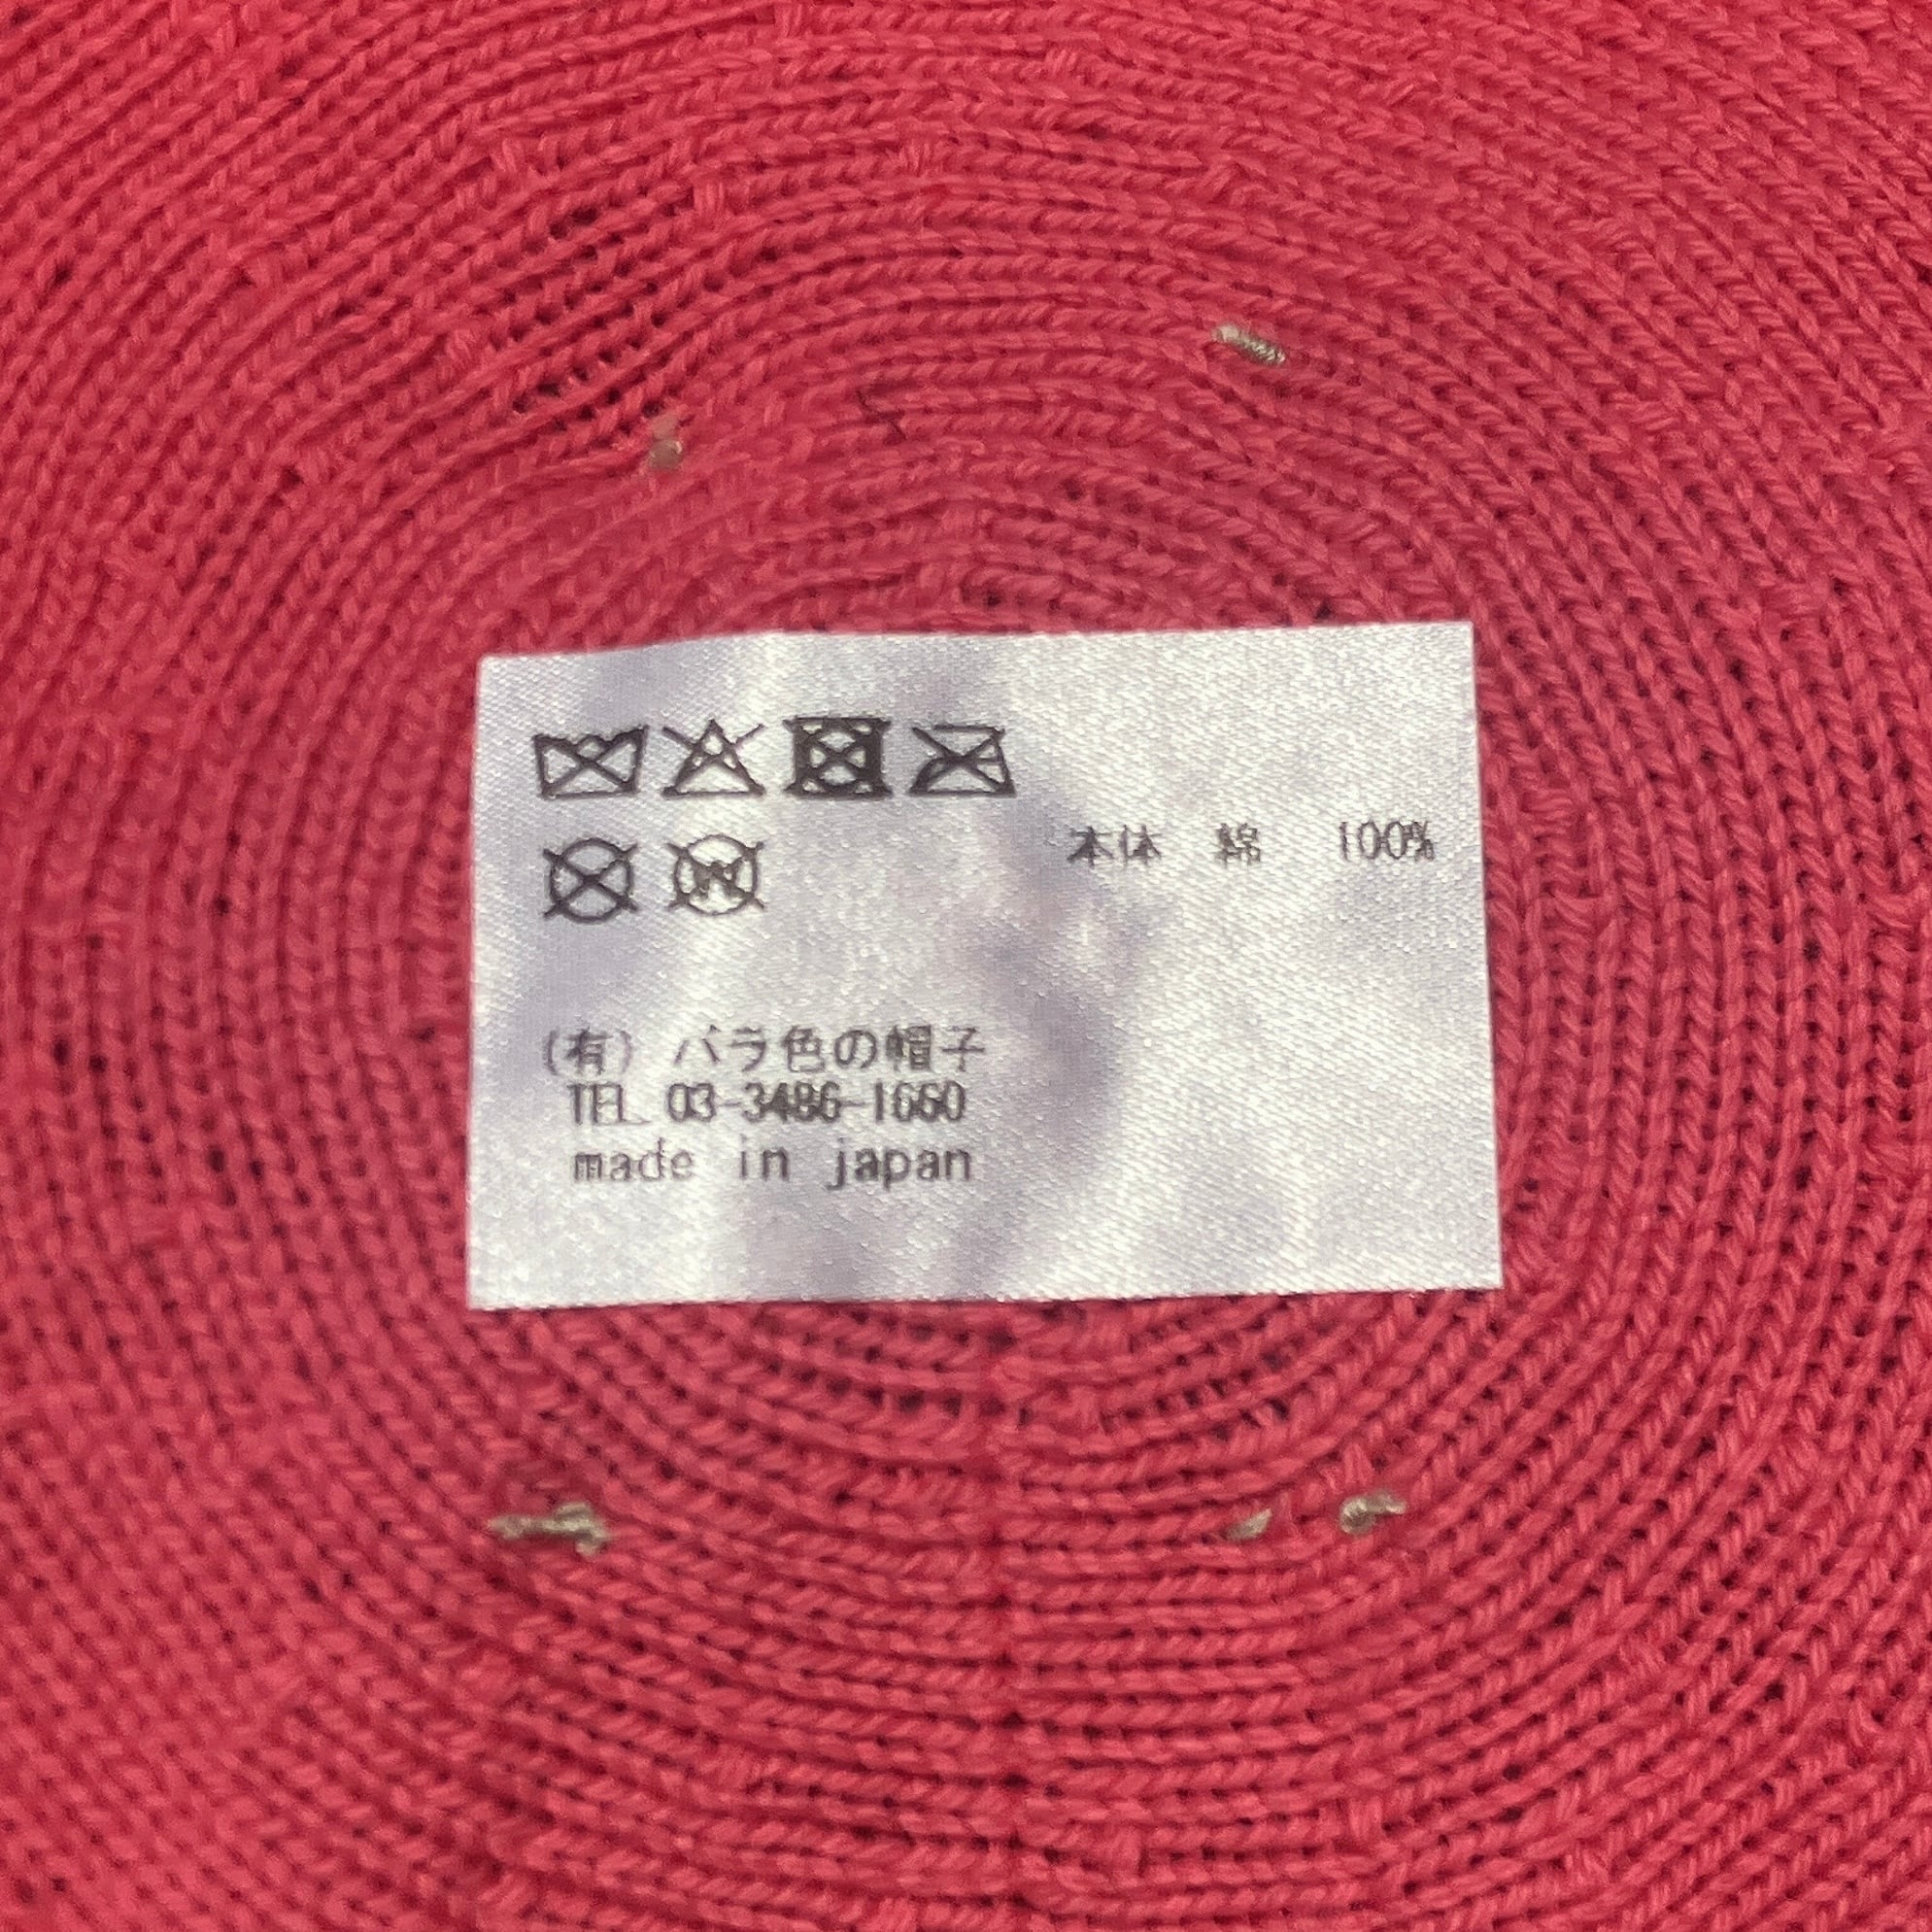 本体 綿 100%
(有) バラ色の帽子
TEL 03-3486-1660
made in japan